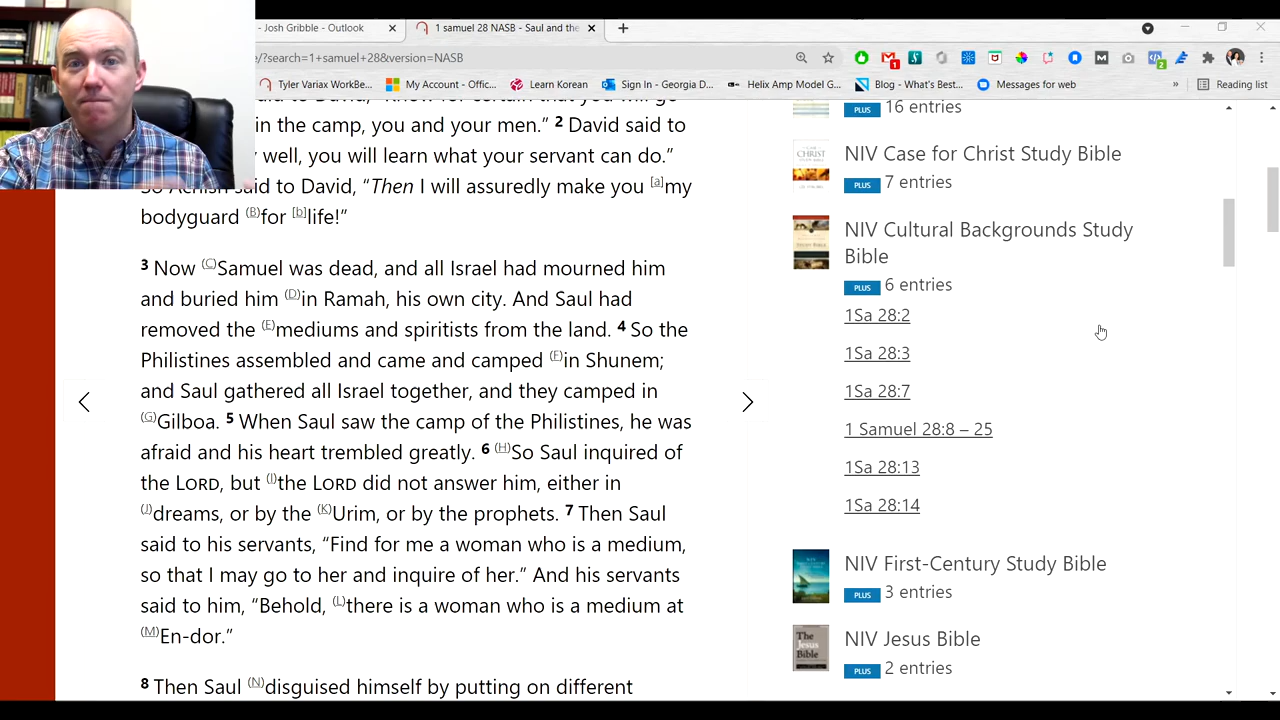 - Josh Gribble - Outlook
1 samuel 28 NASB - Saul and the
e/?search=1+samuel+28&version=NASB
1
2
Tyler Variax WorkBe...
My Account - Offic...
Learn Korean
Sign In - Georgia D...
Helix Amp Model G...
Blog - What's Best...
Messages for web
»
Reading list
in the camp, you and your men.” 2 David said to
well, you will learn what your servant can do.”
So Achish said to David, “Then I will assuredly make you [a]my
bodyguard (B)for [b]life!”
3 Now (C)Samuel was dead, and all Israel had mourned him
and buried him (D)in Ramah, his own city. And Saul had
removed the (E)mediums and spiritists from the land. 4 So the
Philistines assembled and came and camped (F)in Shunem;
and Saul gathered all Israel together, and they camped in
(G)Gilboa. 5 When Saul saw the camp of the Philistines, he was
afraid and his heart trembled greatly. 6 (H)So Saul inquired of
the LORD, but (I)the LORD did not answer him, either in
(J)dreams, or by the (K)Urim, or by the prophets. 7 Then Saul
said to his servants, “Find for me a woman who is a medium,
so that I may go to her and inquire of her.” And his servants
said to him, “Behold, (L)there is a woman who is a medium at
(M)En-dor.”
8 Then Saul (N)disguised himself by putting on different
PLUS 16 entries
NIV Case for Christ Study Bible
PLUS 7 entries
NIV Cultural Backgrounds Study
Bible
PLUS 6 entries
1Sa 28:2
1Sa 28:3
1Sa 28:7
1 Samuel 28:8 – 25
1Sa 28:13
1Sa 28:14
NIV First-Century Study Bible
PLUS 3 entries
The
Jesus
Bible
NIV Jesus Bible
PLUS 2 entries